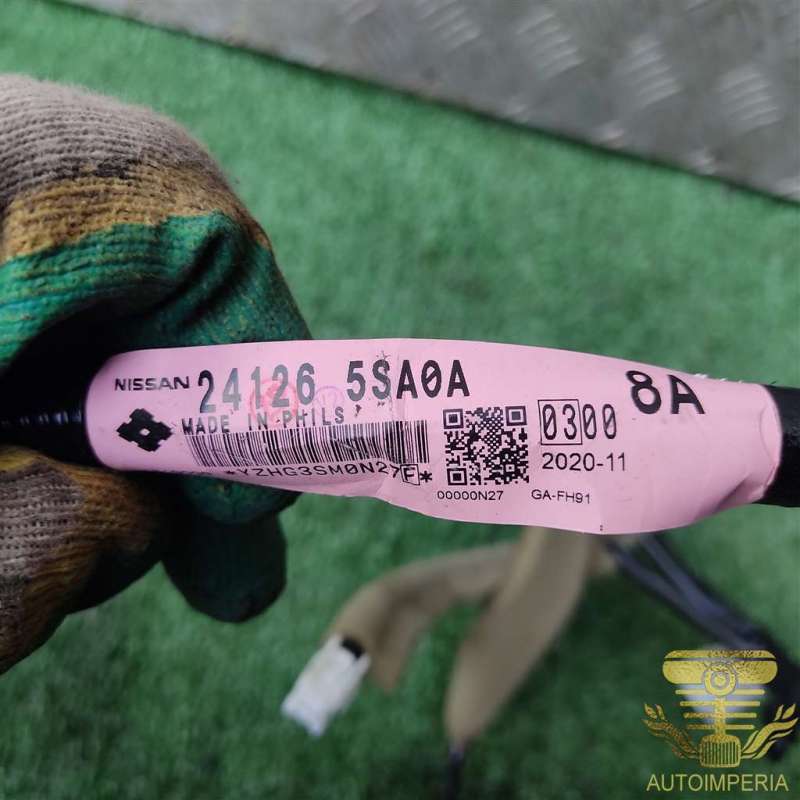 NISSAN 24126 5SA0A 8A
MADE IN PHILS
*YZHG3SM0N27F*
0300
2020-11
00000N27 GA-FH91
AUTOIMPERIA